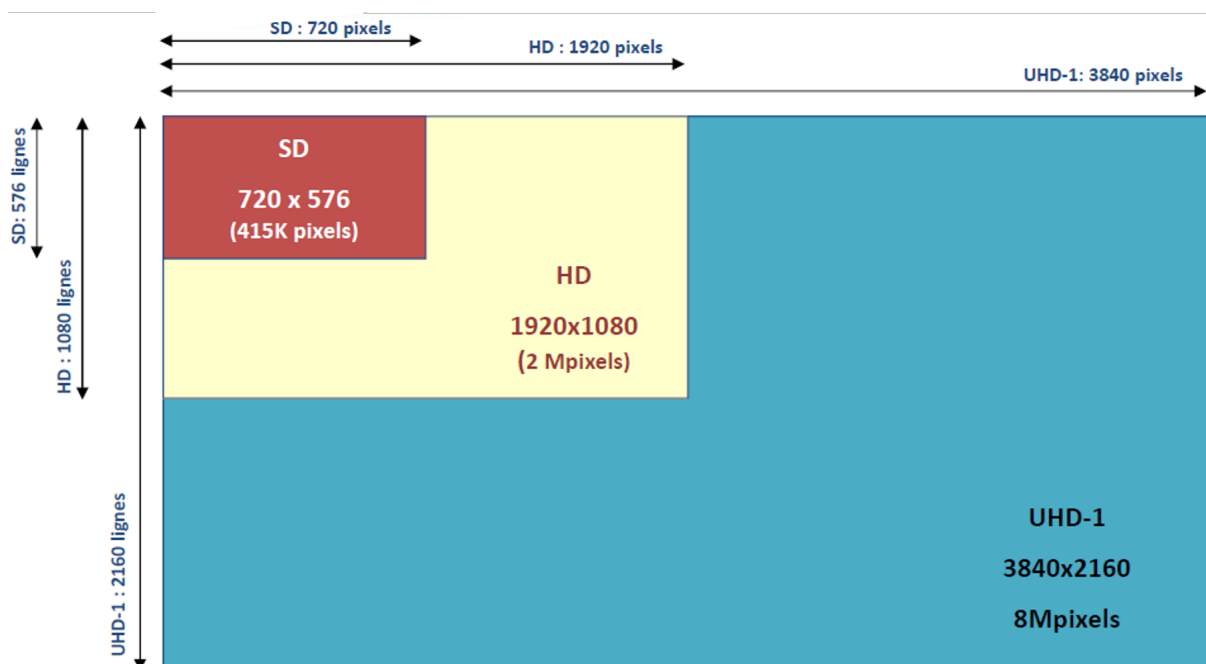 SD : 720 pixels
HD : 1920 pixels
UHD-1: 3840 pixels
SD: 576 lignes
HD : 1080 lignes
UHD-1 : 2160 lignes
SD
720 x 576
(415K pixels)
HD
1920x1080
(2 Mpixels)
UHD-1
3840x2160
8Mpixels